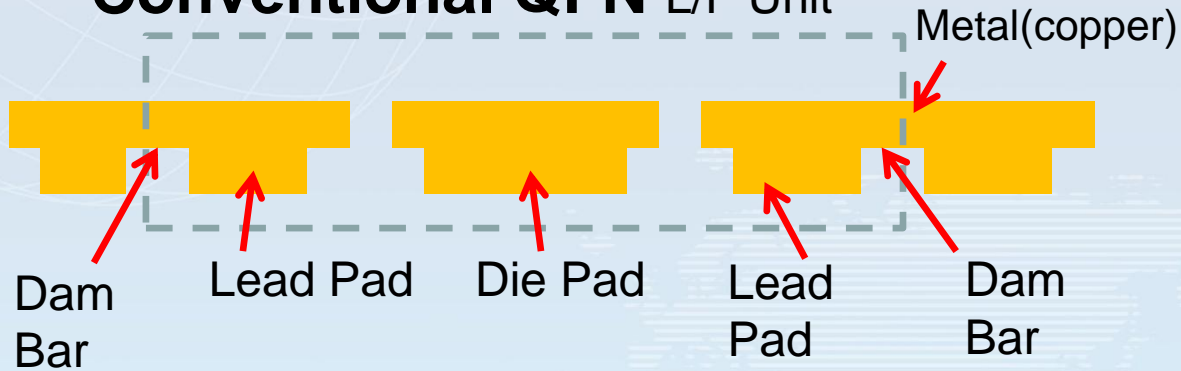 Conventional QFN L/F Unit
Metal(copper)
Dam
Bar
Lead Pad
Die Pad
Lead
Pad
Dam
Bar